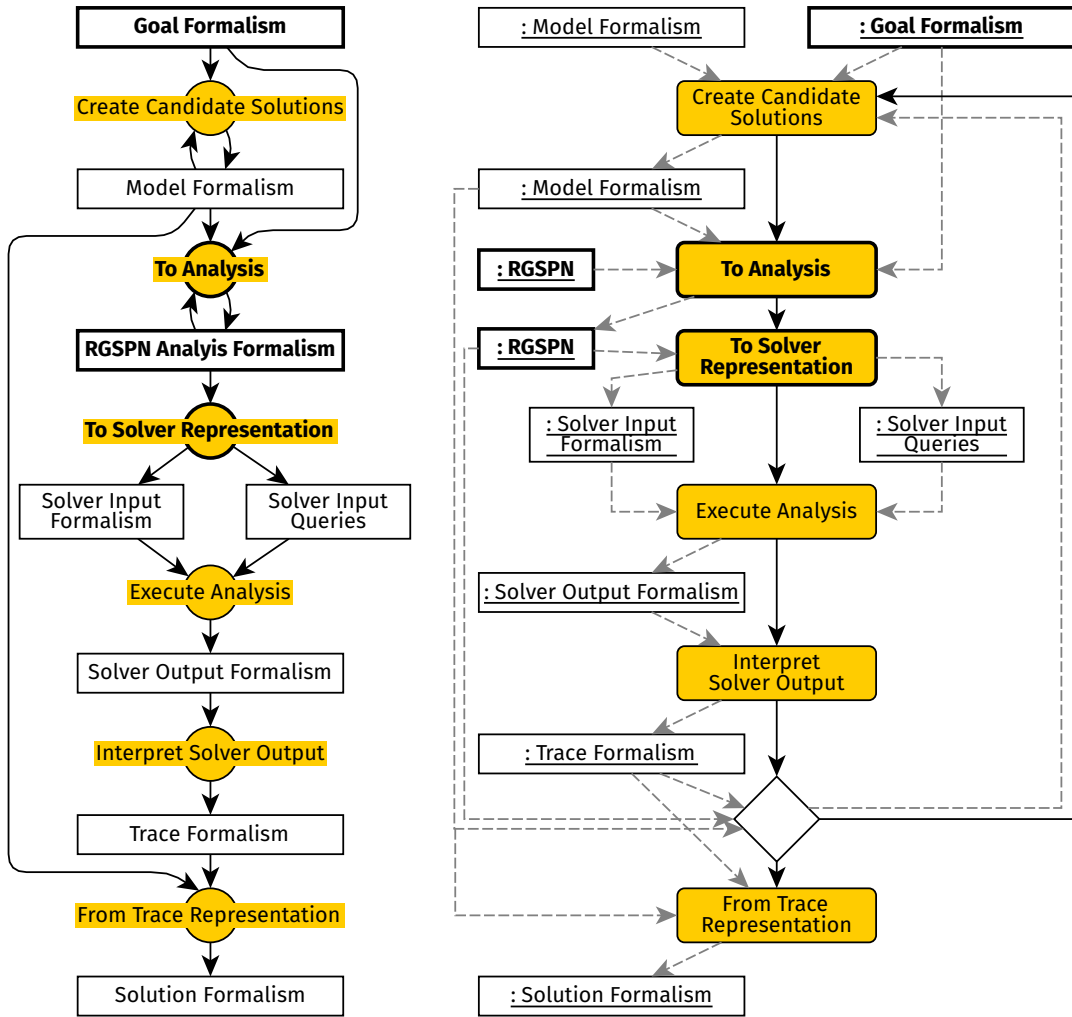 Goal Formalism
Create Candidate Solutions
Model Formalism
To Analysis
RGSPN Analyis Formalism
To Solver Representation
Solver Input
Formalism
Solver Input
Queries
Execute Analysis
Solver Output Formalism
Interpret Solver Output
Trace Formalism
From Trace Representation
Solution Formalism
: Model Formalism
: Goal Formalism
Create Candidate
Solutions
: Model Formalism
: RGSPN
To Analysis
: RGSPN
To Solver
Representation
: Solver Input
Formalism
: Solver Input
Queries
Execute Analysis
: Solver Output Formalism
Interpret
Solver Output
: Trace Formalism
From Trace
Representation
: Solution Formalism